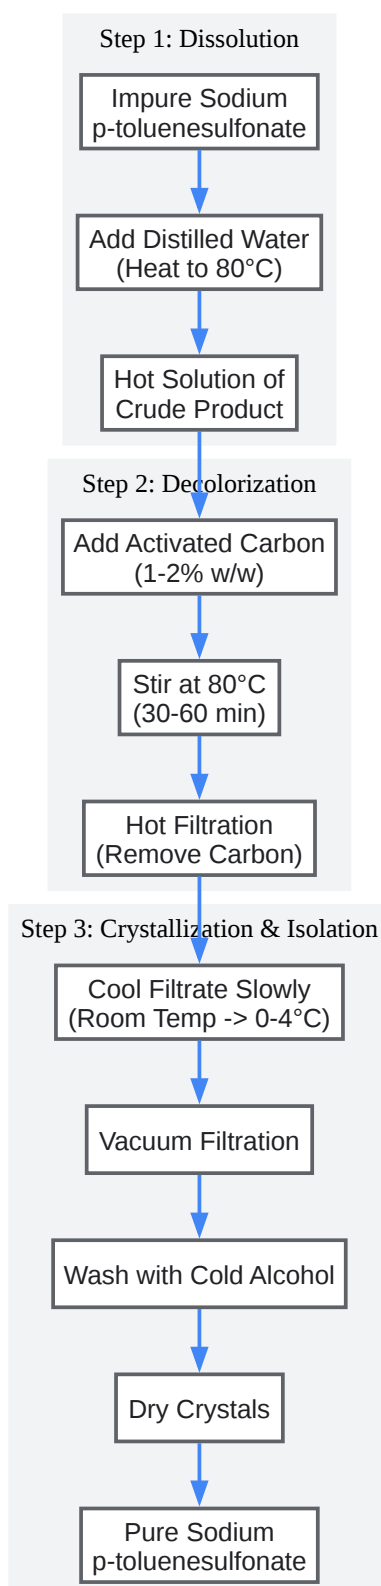 Step 1: Dissolution
Impure Sodium
p-toluenesulfonate
Add Distilled Water
(Heat to 80°C)
Hot Solution of
Crude Product
Step 2: Decolorization
Add Activated Carbon
(1-2% w/w)
Stir at 80°C
(30-60 min)
Hot Filtration
(Remove Carbon)
Step 3: Crystallization & Isolation
Cool Filtrate Slowly
(Room Temp -> 0-4°C)
Vacuum Filtration
Wash with Cold Alcohol
Dry Crystals
Pure Sodium
p-toluenesulfonate